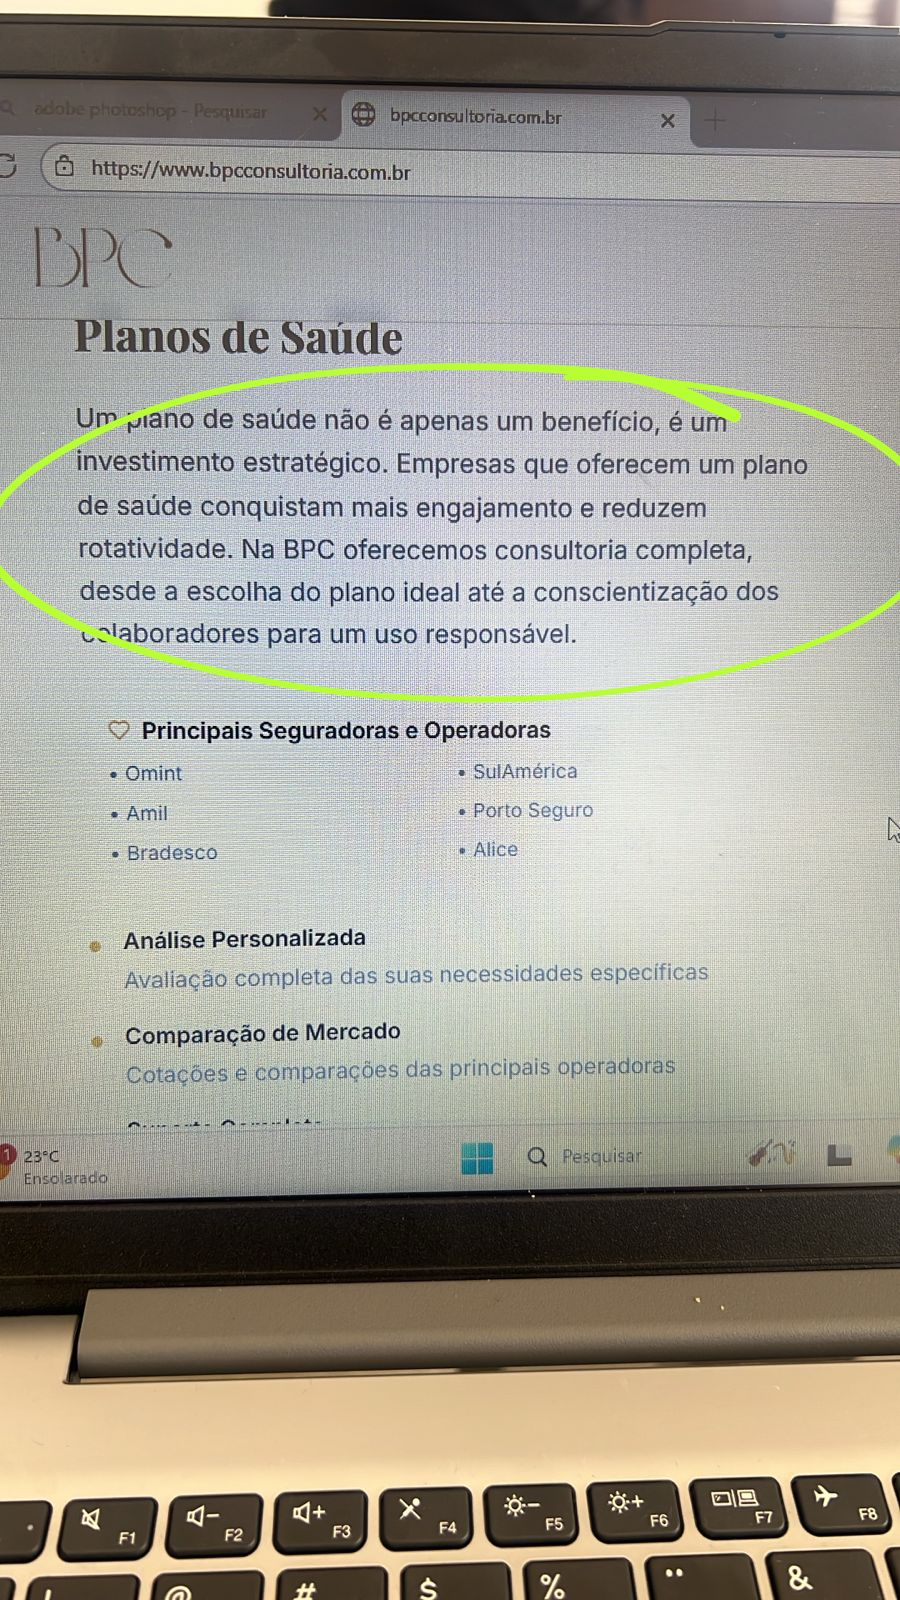 adobe photoshop - Pesquisar
bpcconsultoria.com.br
https://www.bpcconsultoria.com.br
BPC
Planos de Saúde
Um plano de saúde não é apenas um benefício, é um
investimento estratégico. Empresas que oferecem um plano
de saúde conquistam mais engajamento e reduzem
rotatividade. Na BPC oferecemos consultoria completa,
desde a escolha do plano ideal até a conscientização dos
colaboradores para um uso responsável.
Principais Seguradoras e Operadoras
• Omint
• SulAmérica
• Amil
• Porto Seguro
• Bradesco
• Alice
Análise Personalizada
Avaliação completa das suas necessidades específicas
Comparação de Mercado
Cotações e comparações das principais operadoras
1
23°C
Ensolarado
Pesquisar
F1
F2
F3
F4
F5
F6
F7
F8
@
#
$
%
&